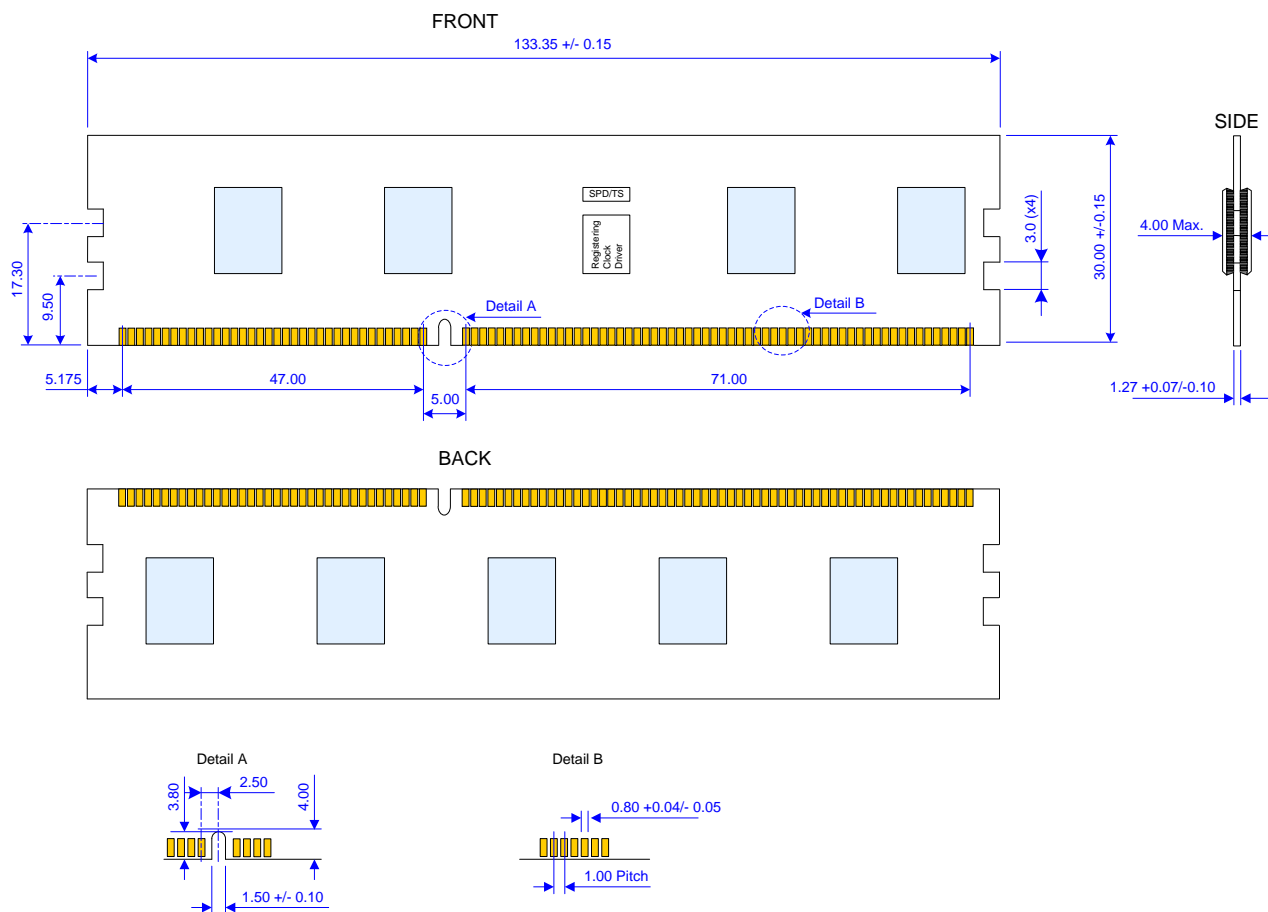 FRONT
133.35 +/- 0.15
SIDE
SPD/TS
Registering
Clock
Driver
17.30
9.50
3.0 (x4)
30.00 +/-0.15
4.00 Max.
Detail A
Detail B
5.175
47.00
5.00
71.00
1.27 +0.07/-0.10
BACK
Detail A
3.80
2.50
4.00
1.50 +/- 0.10
Detail B
0.80 +0.04/- 0.05
1.00 Pitch